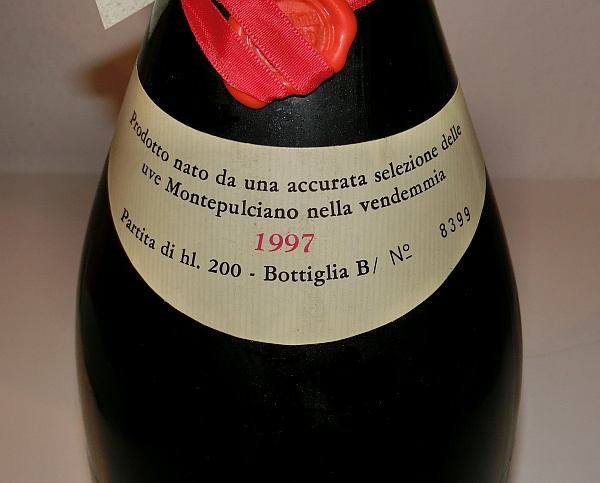 Prodotto nato da una accurata selezione delle
uve Montepulciano nella vendemmia
1997
Partita di hl. 200 - Bottiglia B/ Nº 8399